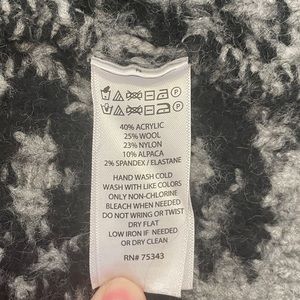 40% ACRYLIC
25% WOOL
23% NYLON
10% ALPACA
2% SPANDEX / ELASTANE
HAND WASH COLD
WASH WITH LIKE COLORS
ONLY NON-CHLORINE
BLEACH WHEN NEEDED
DO NOT WRING OR TWIST
DRY FLAT
LOW IRON IF NEEDED
OR DRY CLEAN
RN# 75343